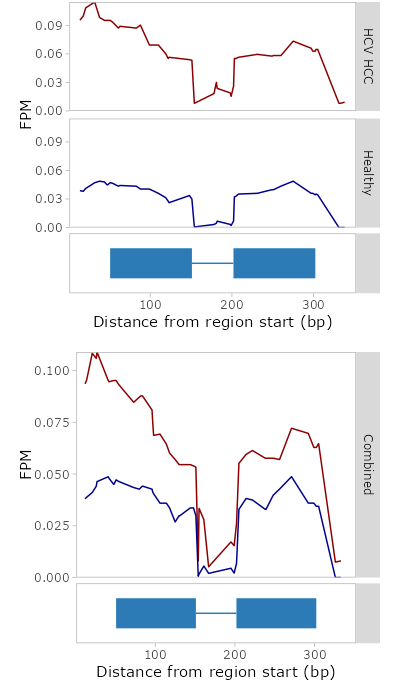 0.09
0.06
0.03
0.00
HCV HCC
FPM
0.09
0.06
0.03
0.00
Healthy
100 200 300
Distance from region start (bp)
0.100
0.075
0.050
0.025
0.000
FPM
Combined
100 200 300
Distance from region start (bp)